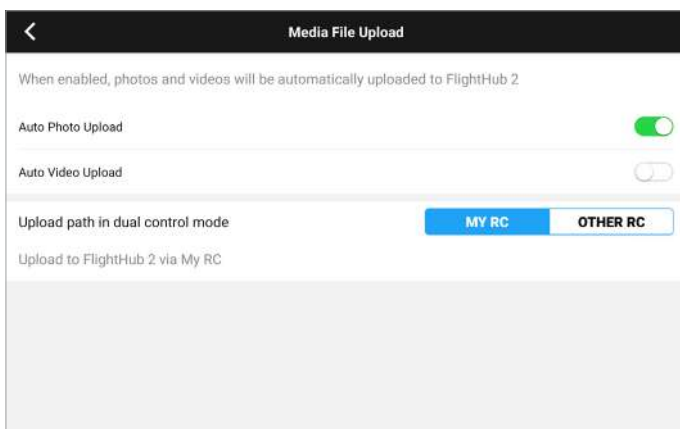 Media File Upload
When enabled, photos and videos will be automatically uploaded to FlightHub 2
Auto Photo Upload
Auto Video Upload
Upload path in dual control mode MY RC OTHER RC
Upload to FlightHub 2 via My RC